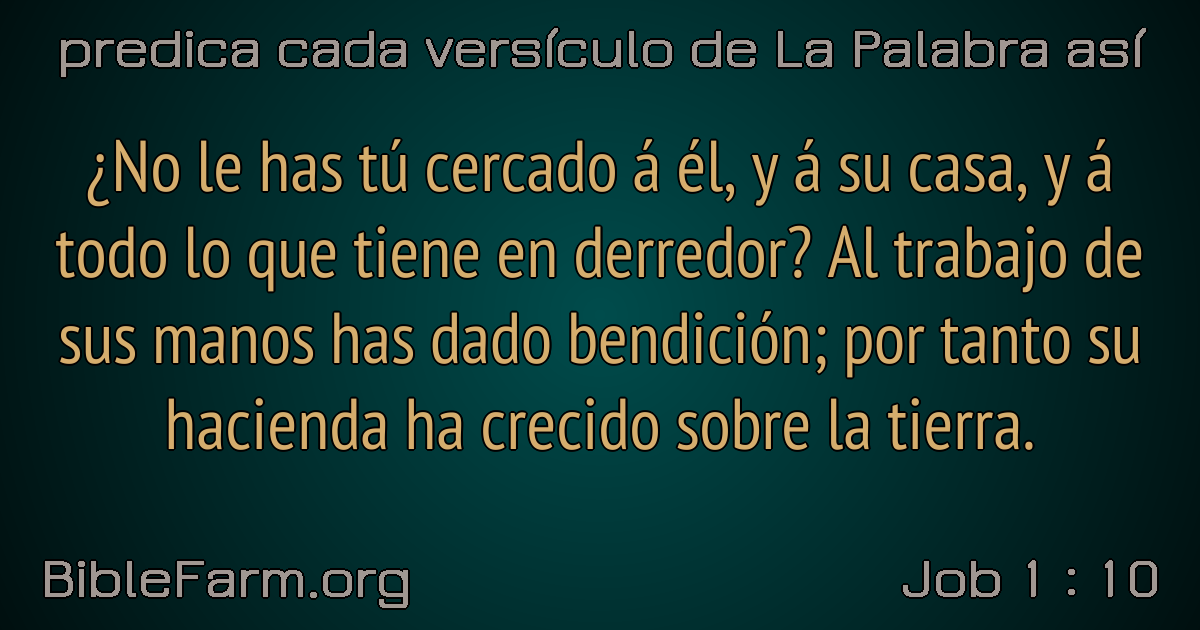 predica cada versículo de La Palabra así
¿No le has tú cercado á él, y á su casa, y á
todo lo que tiene en derredor? Al trabajo de
sus manos has dado bendición; por tanto su
hacienda ha crecido sobre la tierra.
BibleFarm.org
Job 1 : 10